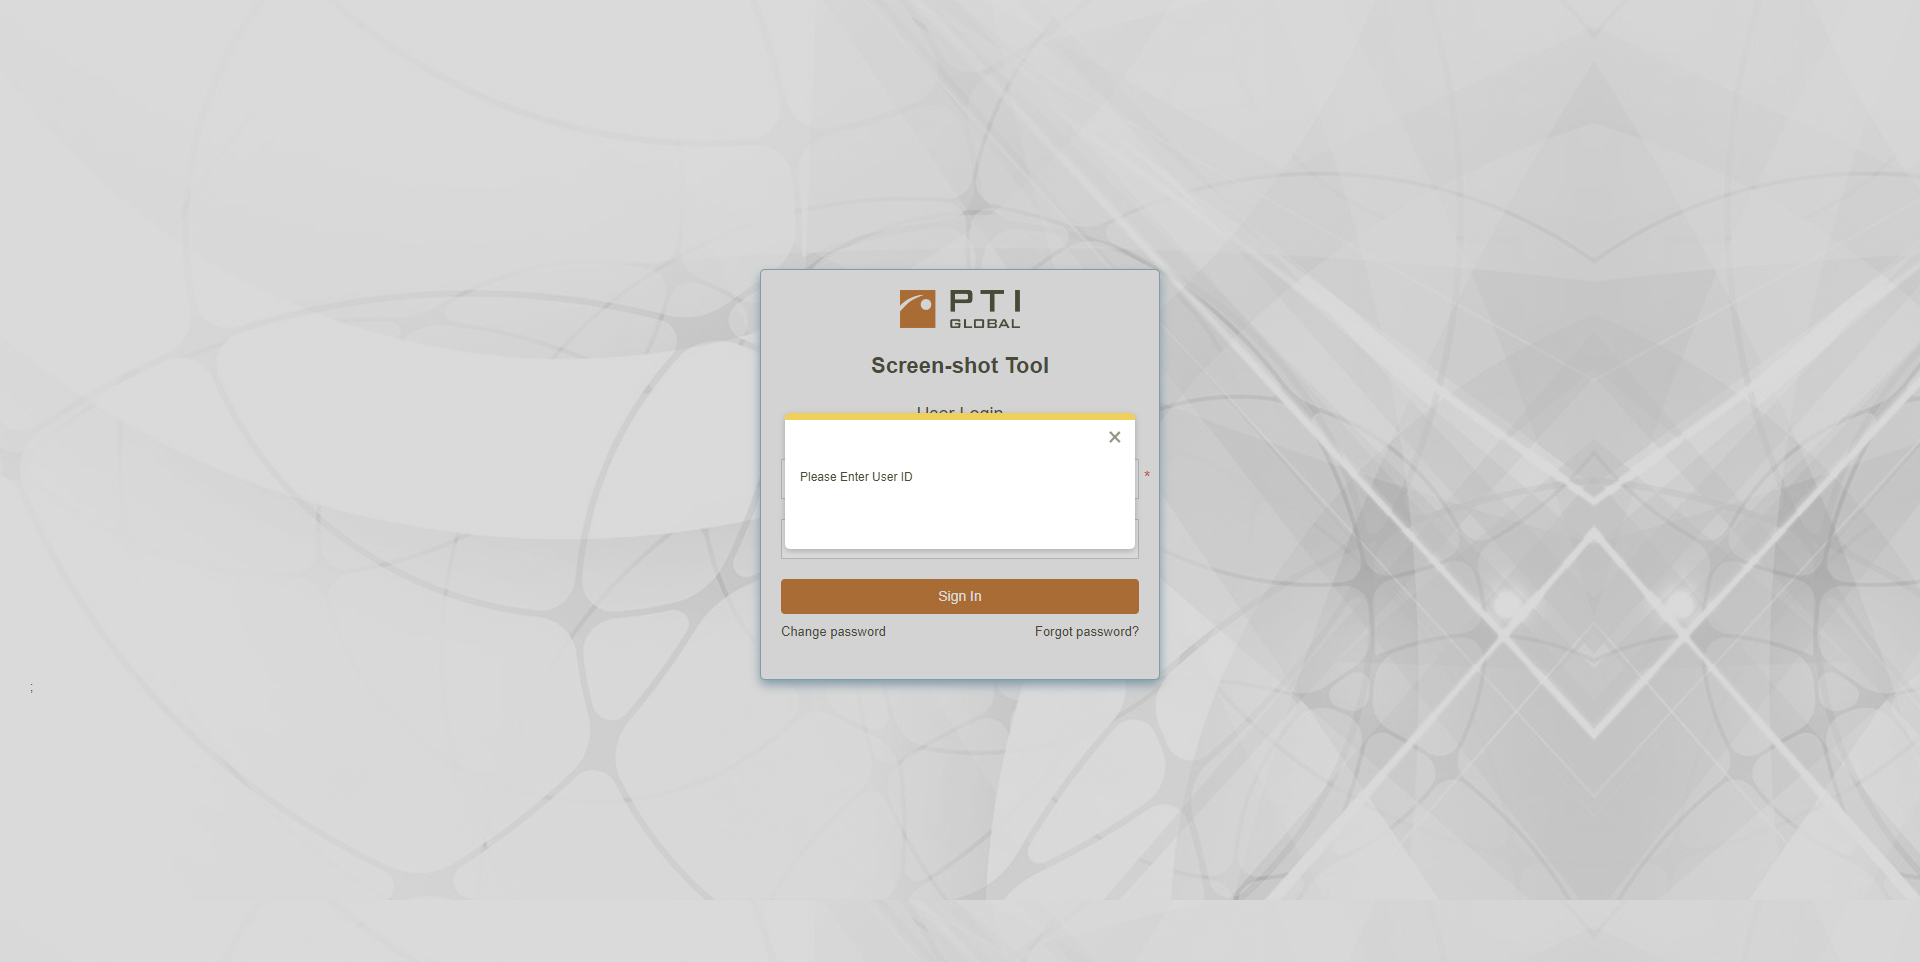 PTI
GLOBAL
Screen-shot Tool
User Login
×
*
Please Enter User ID
Sign In
Change password
Forgot password?
;